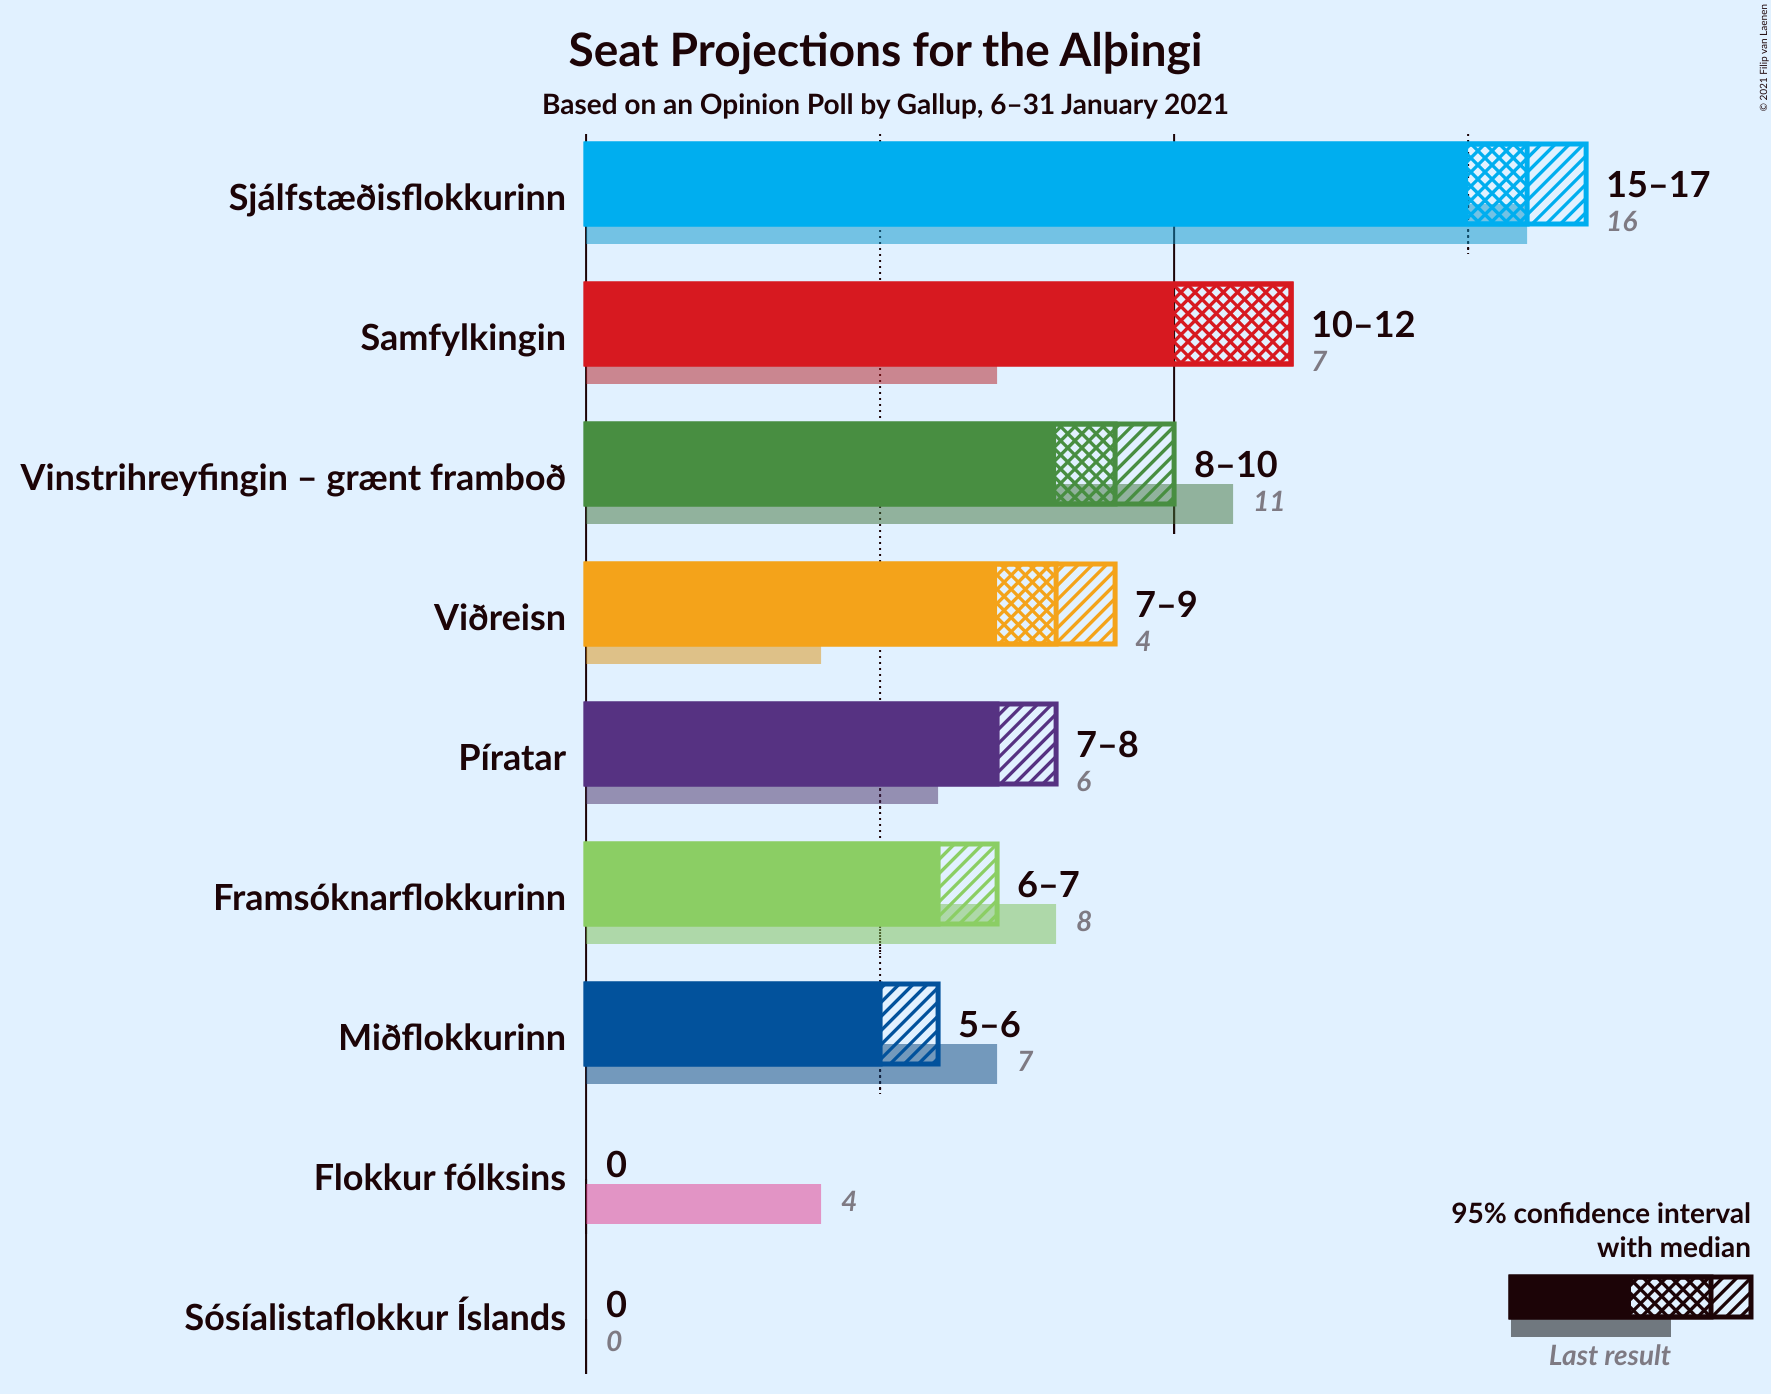 Seat Projections for the Alþingi
Based on an Opinion Poll by Gallup, 6–31 January 2021
© 2021 Filip van Laenen
Sjálfstæðisflokkurinn
15–17
16
Samfylkingin
10–12
7
Vinstrihreyfingin – grænt framboð
8–10
11
Viðreisn
7–9
4
Píratar
7–8
6
Framsóknarflokkurinn
6–7
8
Miðflokkurinn
5–6
7
Flokkur fólksins
0
4
Sósíalistaflokkur Íslands
0
0
95% confidence interval
with median
Last result